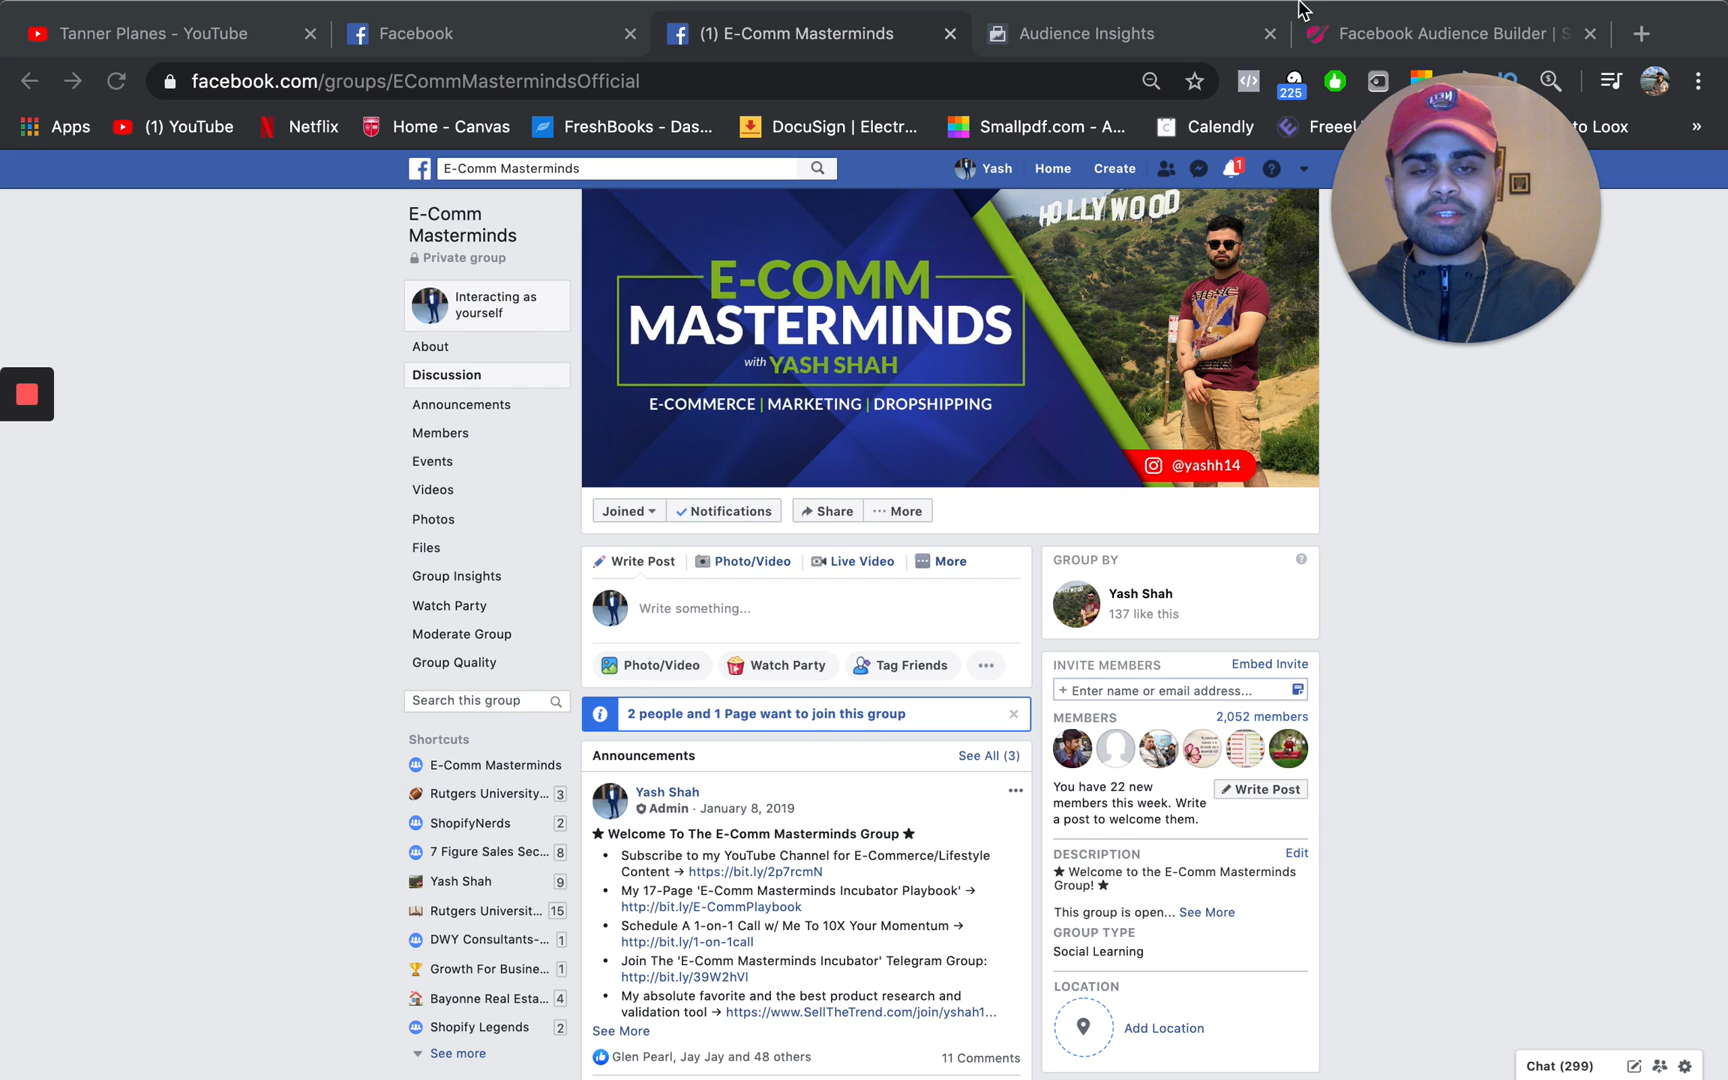 Tanner Planes - YouTube
Facebook
(1) E-Comm Masterminds
Audience Insights
Facebook Audience Builder | S
facebook.com/groups/ECommMastermindsOfficial
225
Apps
(1) YouTube
Netflix
Home - Canvas
FreshBooks - Das...
DocuSign | Electr...
Smallpdf.com - A...
Calendly
to Loox
»
E-Comm Masterminds
Yash
Home
Create
1
E-Comm
Masterminds
Private group
Interacting as
yourself
About
Discussion
Announcements
Members
Events
Videos
Photos
Files
Group Insights
Watch Party
Moderate Group
Group Quality
Search this group
Shortcuts
E-Comm Masterminds
Rutgers University... 3
ShopifyNerds 2
7 Figure Sales Sec... 8
Yash Shah 9
Rutgers Universit... 15
DWY Consultants-... 1
Growth For Busine... 1
Bayonne Real Esta... 4
Shopify Legends 2
See more
HOLLYWOOD
E-COMM
MASTERMINDS
with YASH SHAH
E-COMMERCE | MARKETING | DROPSHIPPING
@yashh14
Joined
Notifications
Share
More
Write Post
Photo/Video
Live Video
More
Write something...
Photo/Video
Watch Party
Tag Friends
2 people and 1 Page want to join this group
Announcements
See All (3)
Yash Shah
Admin · January 8, 2019
★ Welcome To The E-Comm Masterminds Group ★
• Subscribe to my YouTube Channel for E-Commerce/Lifestyle
Content → https://bit.ly/2p7rcmN
• My 17-Page 'E-Comm Masterminds Incubator Playbook' →
http://bit.ly/E-CommPlaybook
• Schedule A 1-on-1 Call w/ Me To 10X Your Momentum →
http://bit.ly/1-on-1call
• Join The 'E-Comm Masterminds Incubator' Telegram Group:
http://bit.ly/39W2hVl
• My absolute favorite and the best product research and
validation tool → https://www.SellTheTrend.com/join/yshah1...
See More
Glen Pearl, Jay Jay and 48 others
11 Comments
GROUP BY
Yash Shah
137 like this
INVITE MEMBERS
Embed Invite
+ Enter name or email address...
MEMBERS
2,052 members
You have 22 new
members this week. Write
a post to welcome them.
Write Post
DESCRIPTION
Edit
★ Welcome to the E-Comm Masterminds
Group! ★
This group is open... See More
GROUP TYPE
Social Learning
LOCATION
Add Location
Chat (299)